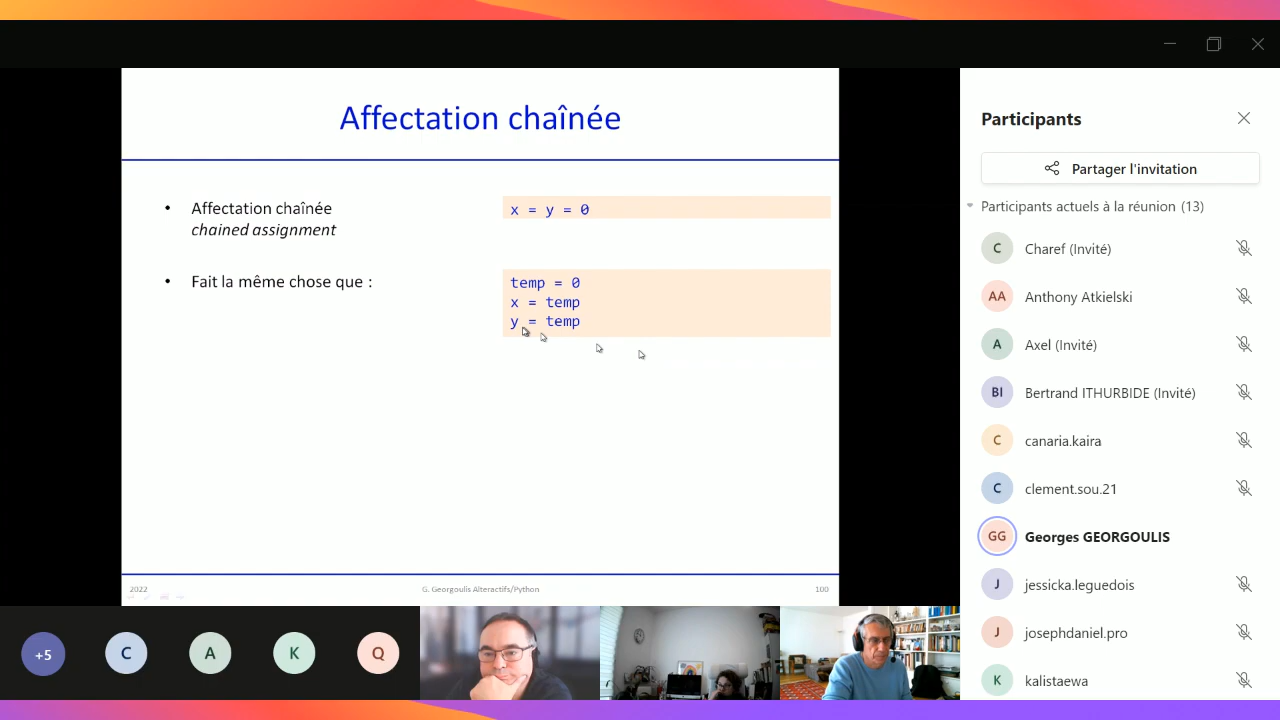 Affectation chaînée
• Affectation chaînée
chained assignment
x = y = 0
• Fait la même chose que :
temp = 0
x = temp
y = temp
2022
G. Georgoulis Alteractifs/Python
100
Participants
Partager l'invitation
Participants actuels à la réunion (13)
C Charef (Invité)
AA Anthony Atkielski
A Axel (Invité)
BI Bertrand ITHURBIDE (Invité)
C canaria.kaira
C clement.sou.21
GG Georges GEORGOULIS
J jessicka.leguedois
J josephdaniel.pro
K kalistaewa
+5 C A K Q